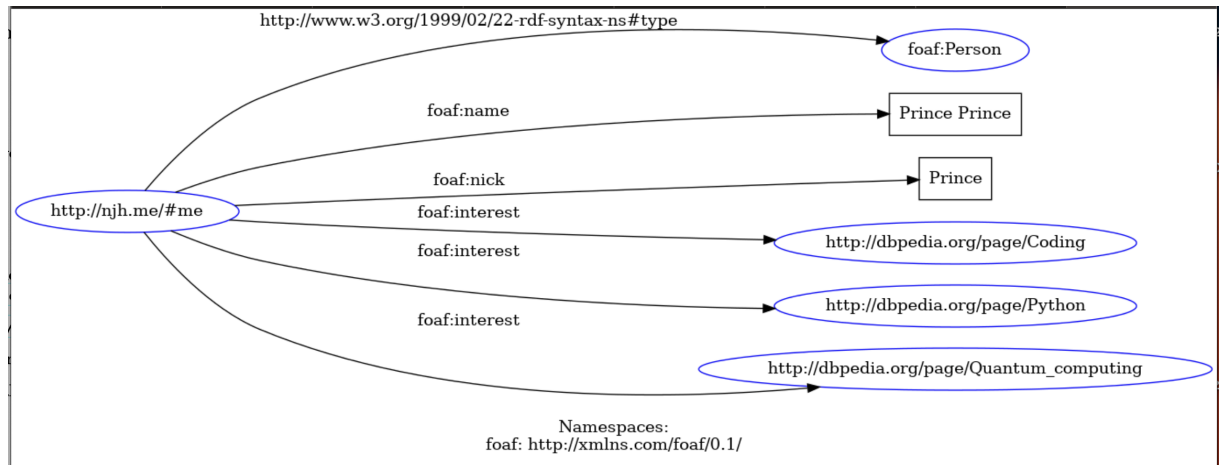 http://www.w3.org/1999/02/22-rdf-syntax-ns#type
foaf:Person
foaf:name
Prince Prince
foaf:nick
Prince
http://njh.me/#me
foaf:interest
http://dbpedia.org/page/Coding
foaf:interest
http://dbpedia.org/page/Python
foaf:interest
http://dbpedia.org/page/Quantum_computing
Namespaces:
foaf: http://xmlns.com/foaf/0.1/